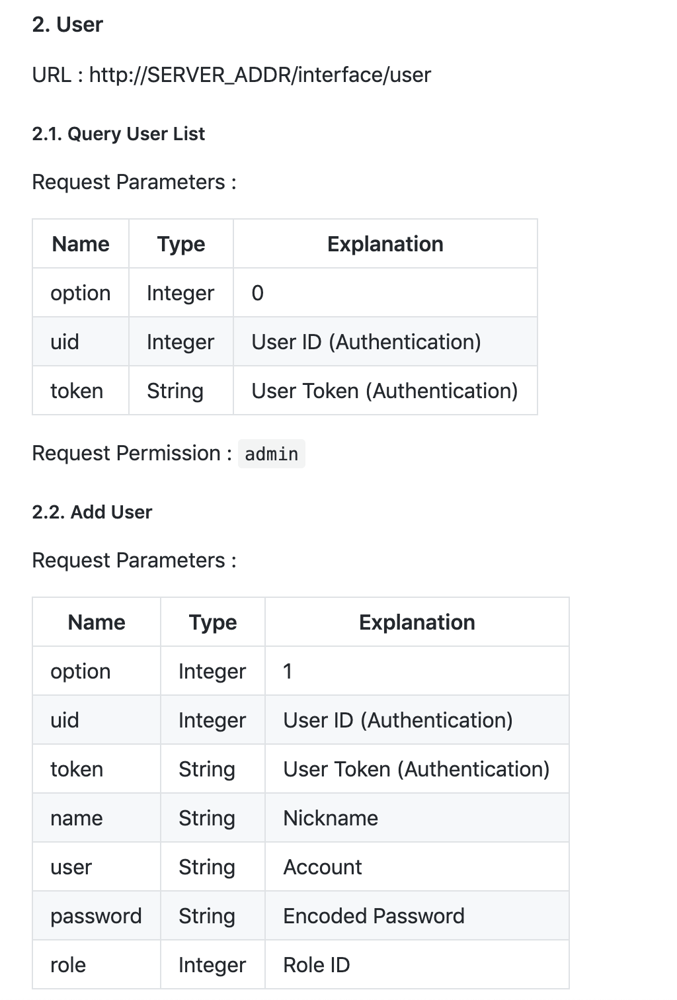 2. User
URL : http://SERVER_ADDR/interface/user
2.1. Query User List
Request Parameters :
Name Type Explanation
option Integer 0
uid Integer User ID (Authentication)
token String User Token (Authentication)
Request Permission : admin
2.2. Add User
Request Parameters :
Name Type Explanation
option Integer 1
uid Integer User ID (Authentication)
token String User Token (Authentication)
name String Nickname
user String Account
password String Encoded Password
role Integer Role ID